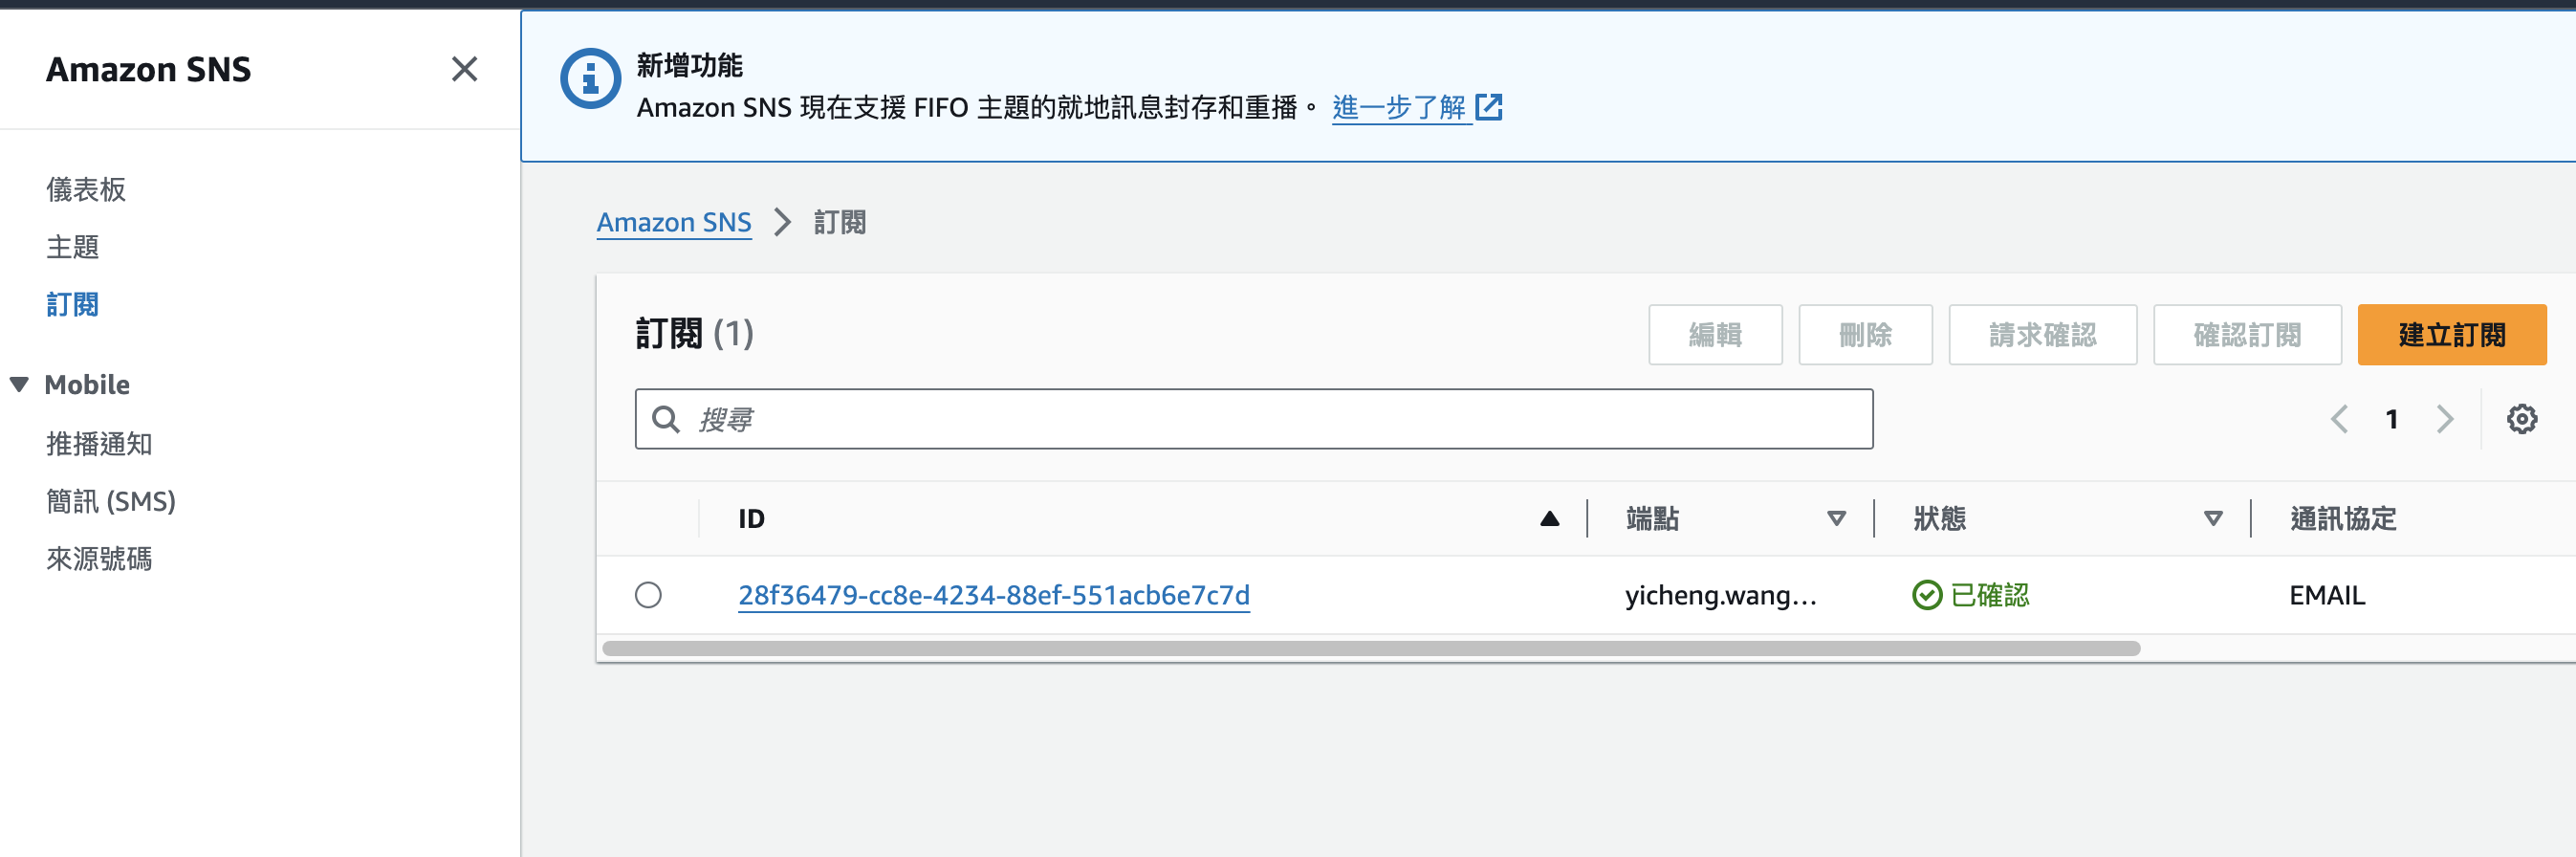 Amazon SNS
儀表板
主題
訂閱
Mobile
推播通知
簡訊 (SMS)
來源號碼
新增功能
Amazon SNS 現在支援 FIFO 主題的就地訊息封存和重播。 進一步了解
Amazon SNS 訂閱
訂閱 (1)
編輯 刪除 請求確認 確認訂閱 建立訂閱
搜尋
1
ID 端點 狀態 通訊協定
28f36479-cc8e-4234-88ef-551acb6e7c7d yicheng.wang... 已確認 EMAIL